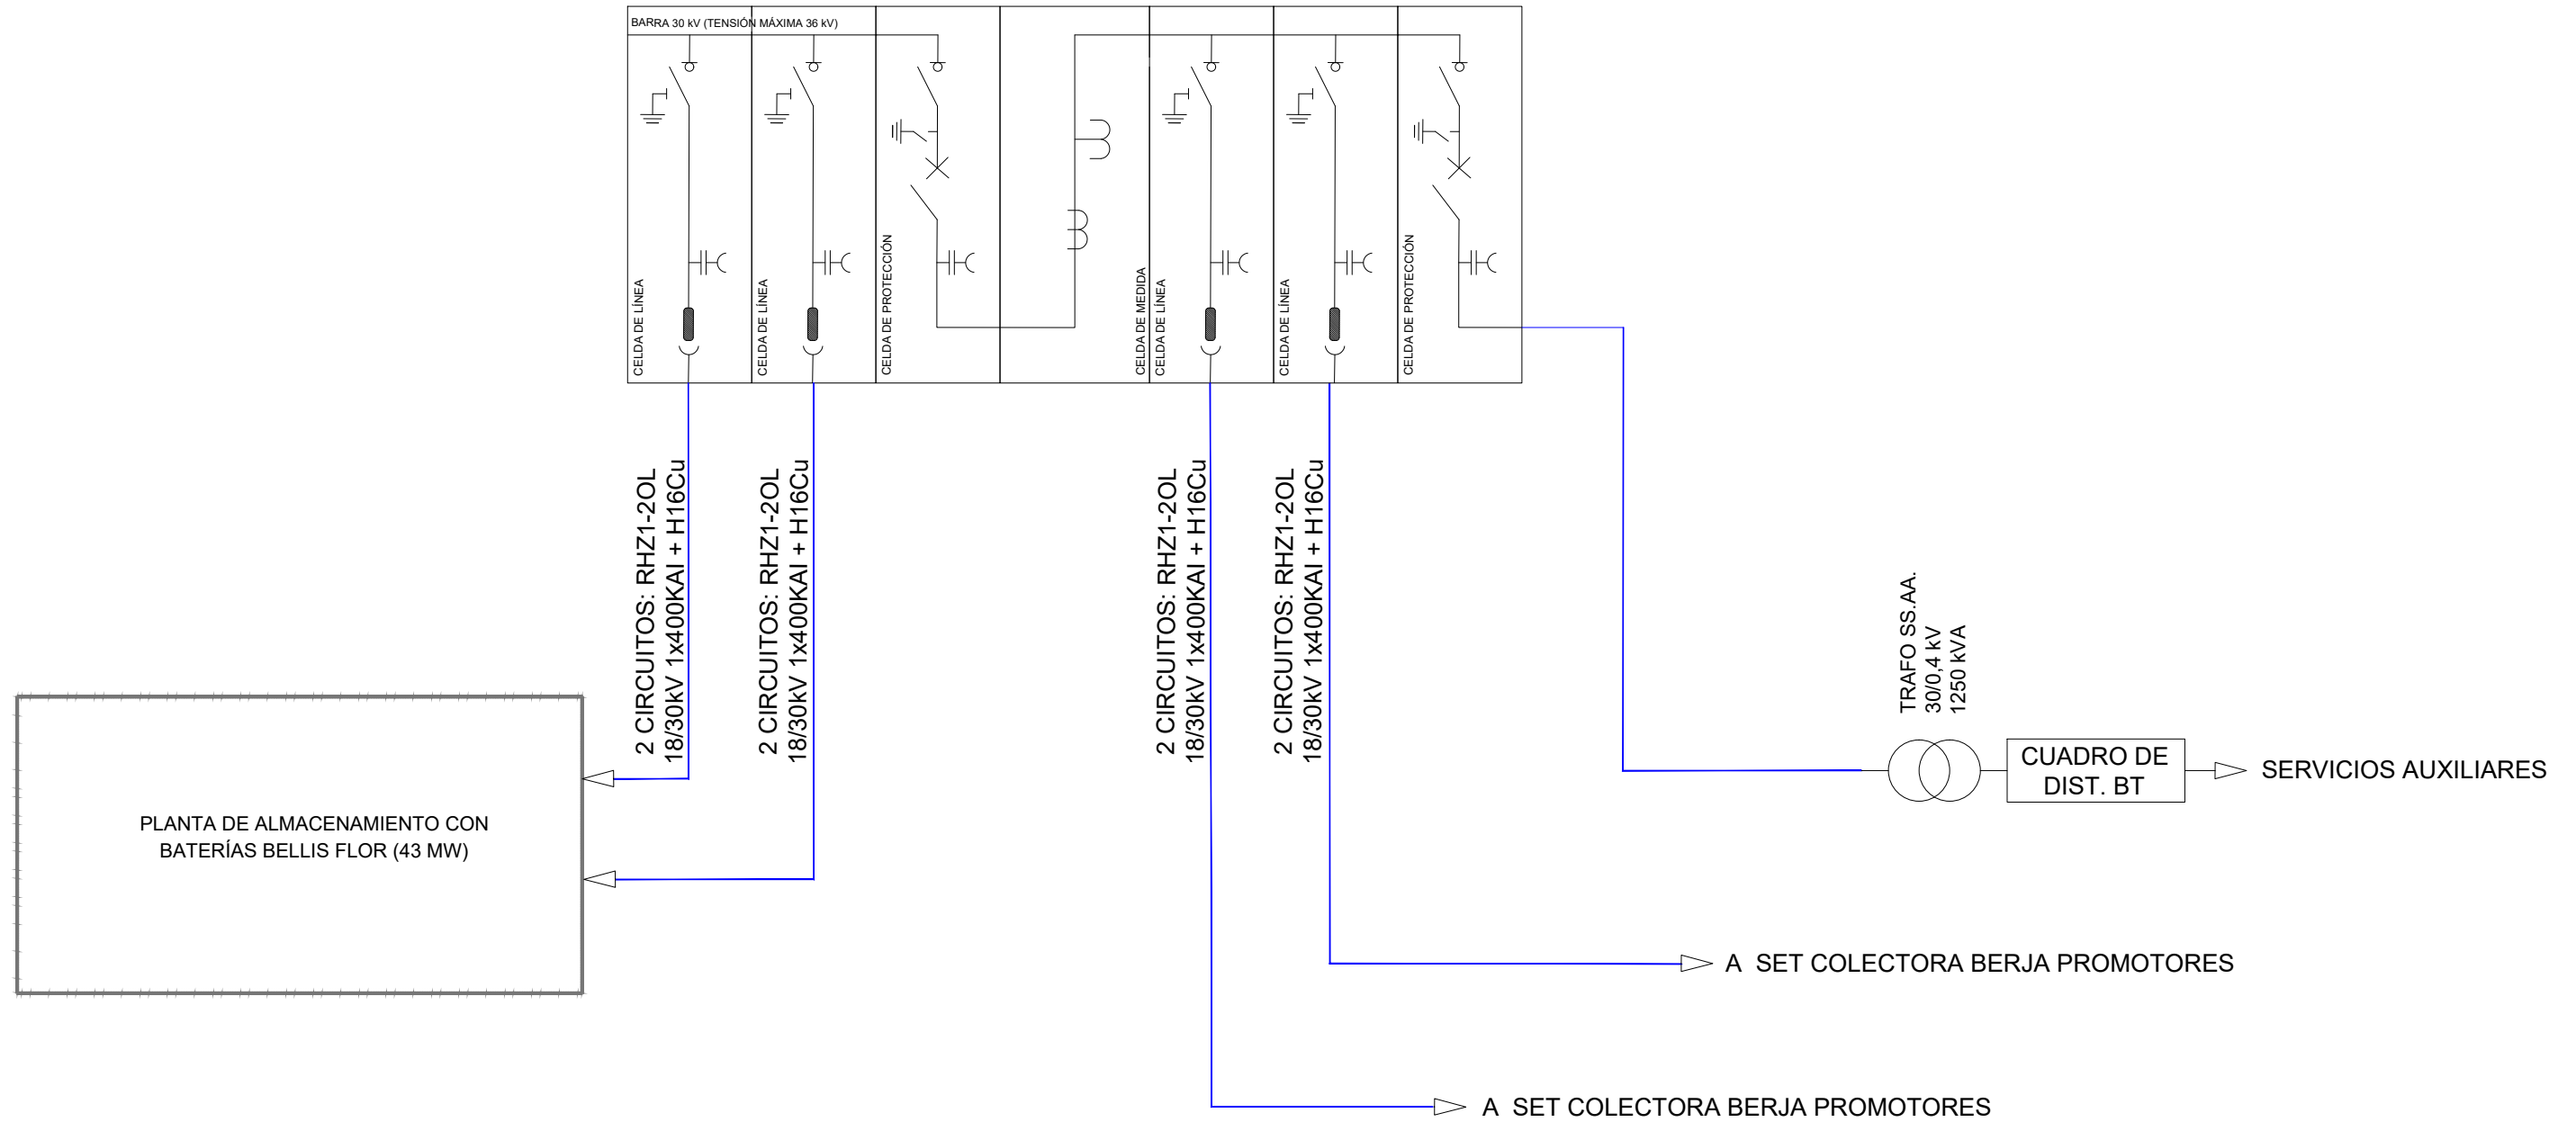 BARRA 30 kV (TENSIÓN MÁXIMA 36 kV)
CELDA DE LÍNEA
CELDA DE LÍNEA
CELDA DE PROTECCIÓN
CELDA DE MEDIDA
CELDA DE LÍNEA
CELDA DE LÍNEA
CELDA DE PROTECCIÓN
2 CIRCUITOS: RHZ1-2OL
18/30kV 1x400KAl + H16Cu
2 CIRCUITOS: RHZ1-2OL
18/30kV 1x400KAl + H16Cu
2 CIRCUITOS: RHZ1-2OL
18/30kV 1x400KAl + H16Cu
2 CIRCUITOS: RHZ1-2OL
18/30kV 1x400KAl + H16Cu
TRAFO SS.AA.
30/0,4 kV
1250 kVA
CUADRO DE
DIST. BT
SERVICIOS AUXILIARES
PLANTA DE ALMACENAMIENTO CON
BATERÍAS BELLIS FLOR (43 MW)
A SET COLECTORA BERJA PROMOTORES
A SET COLECTORA BERJA PROMOTORES